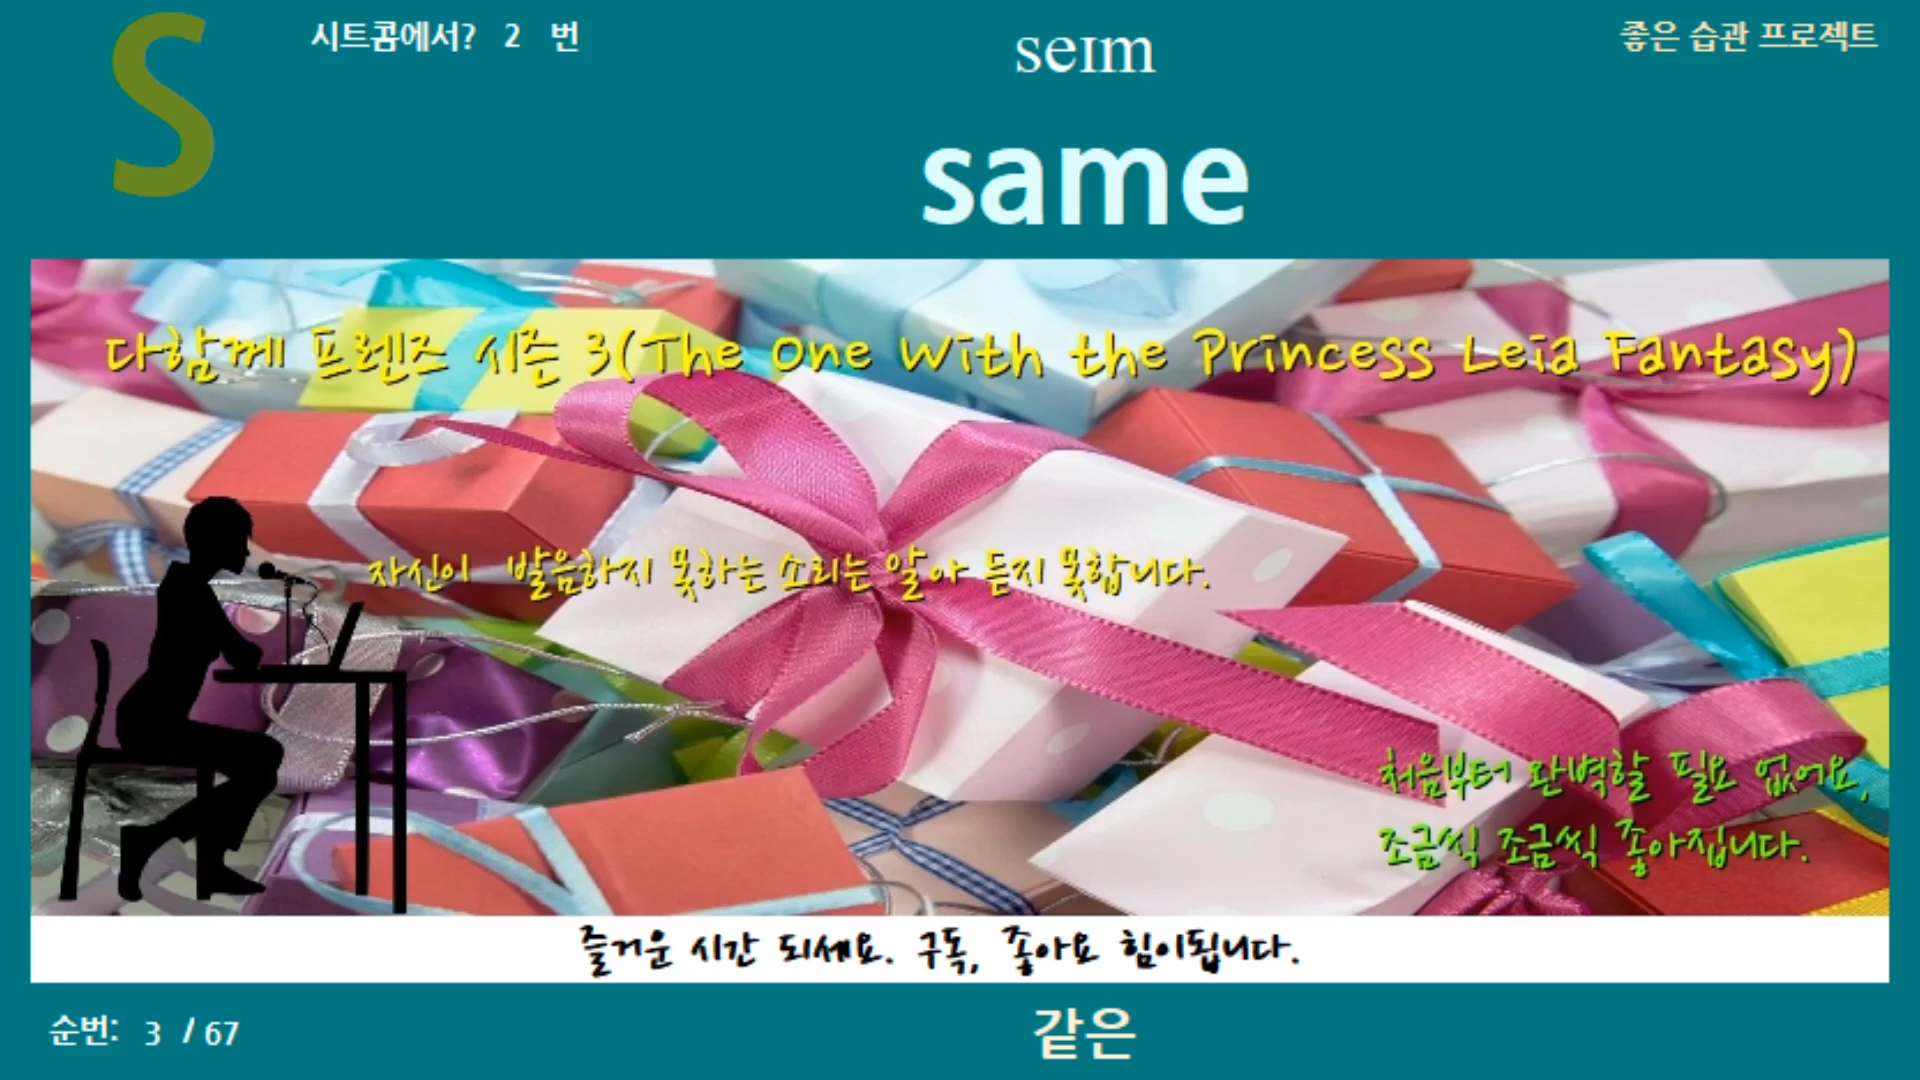 S
시트콤에서? 2 번
seɪm
좋은 습관 프로젝트
same
다함께 프렌즈 시즌 3(The One With the Princess Leia Fantasy)
자신이 발음하지 못하는 소리는 알아 듣지 못합니다.
처음부터 완벽할 필요 없어요,
조금씩 조금씩 좋아집니다.
즐거운 시간 되세요. 구독, 좋아요 힘이됩니다.
순번: 3 / 67
같은